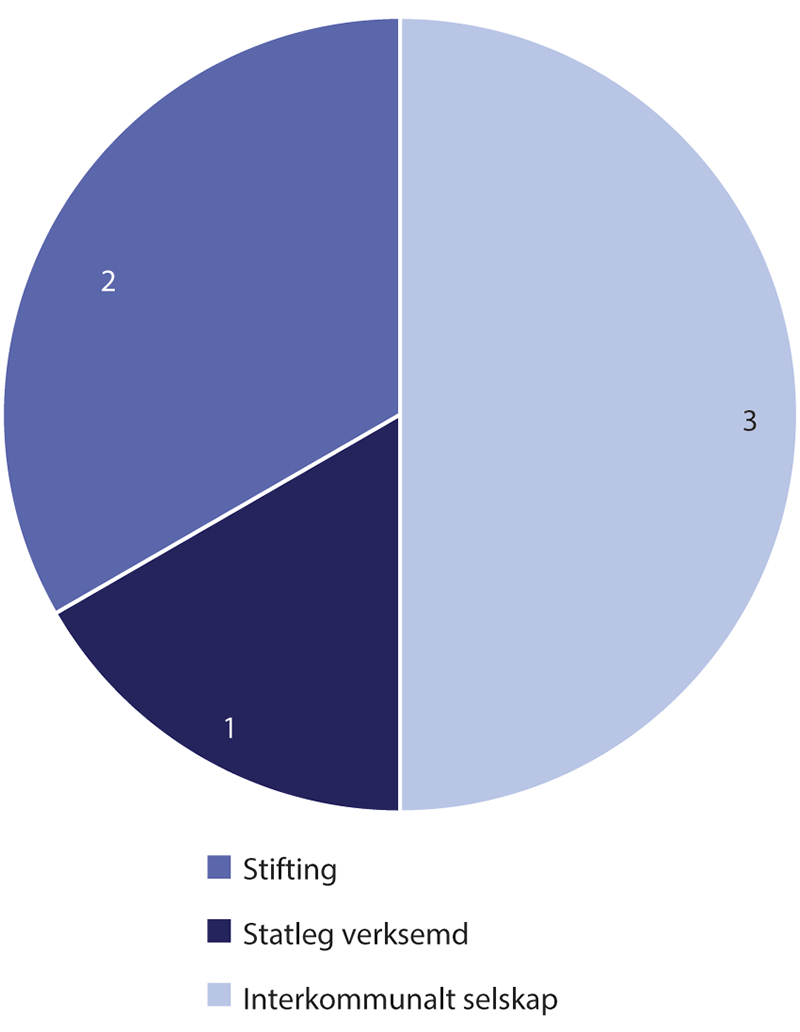 2
3
1
Stifting
Statleg verksemd
Interkommunalt selskap